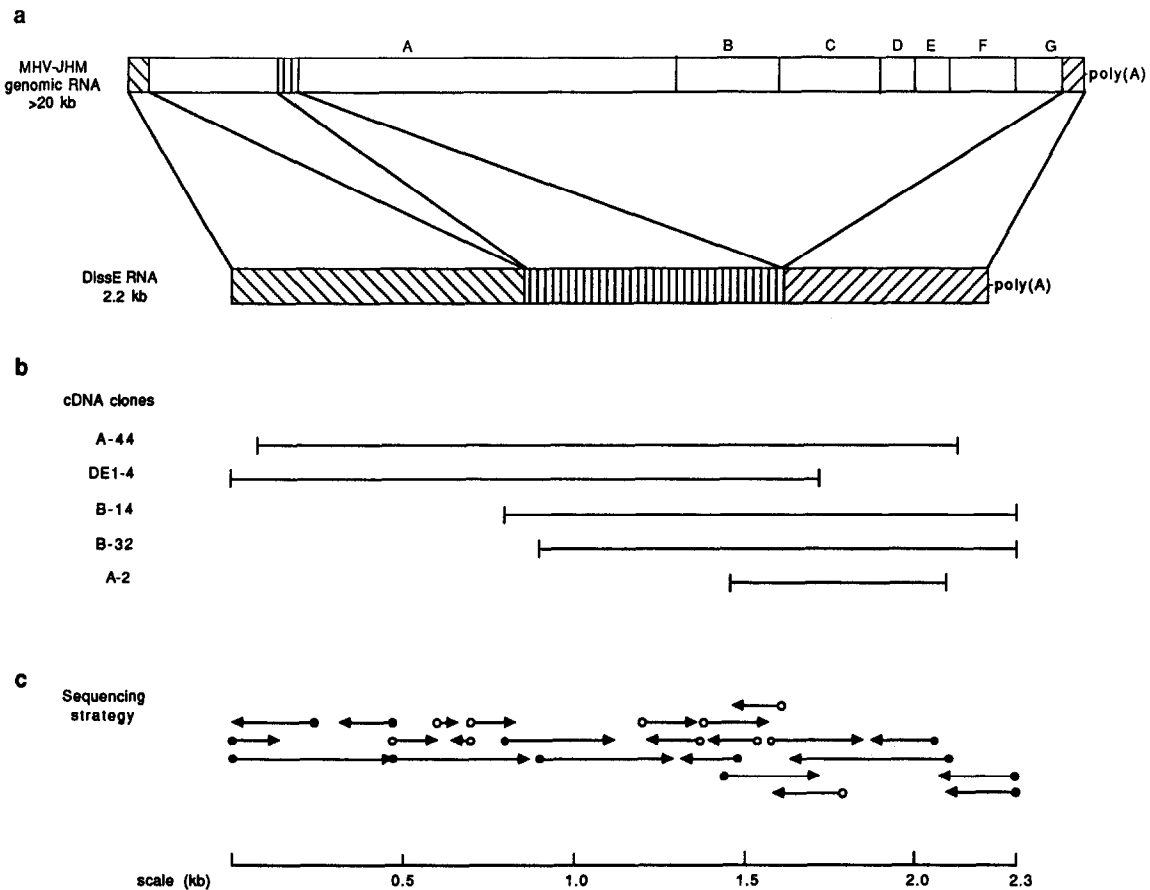 a
A B C D E F G
MHV-JHM
genomic RNA
>20 kb
poly(A)
DIssE RNA
2.2 kb
poly(A)
b
cDNA clones
A-44
DE1-4
B-14
B-32
A-2
c
Sequencing
strategy
scale (kb) 0.5 1.0 1.5 2.0 2.3